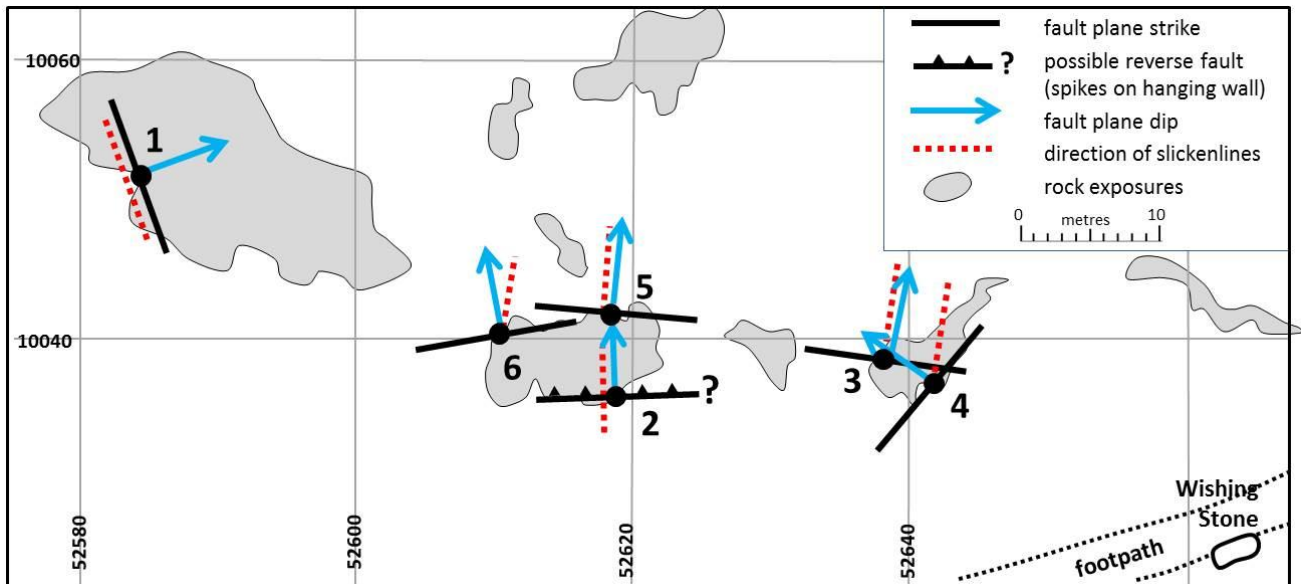 fault plane strike
? possible reverse fault
(spikes on hanging wall)
fault plane dip
direction of slickenlines
rock exposures
0 metres 10
10060
1
5
10040
6
3
4
2
?
52580
52600
52620
52640
Wishing
Stone
footpath